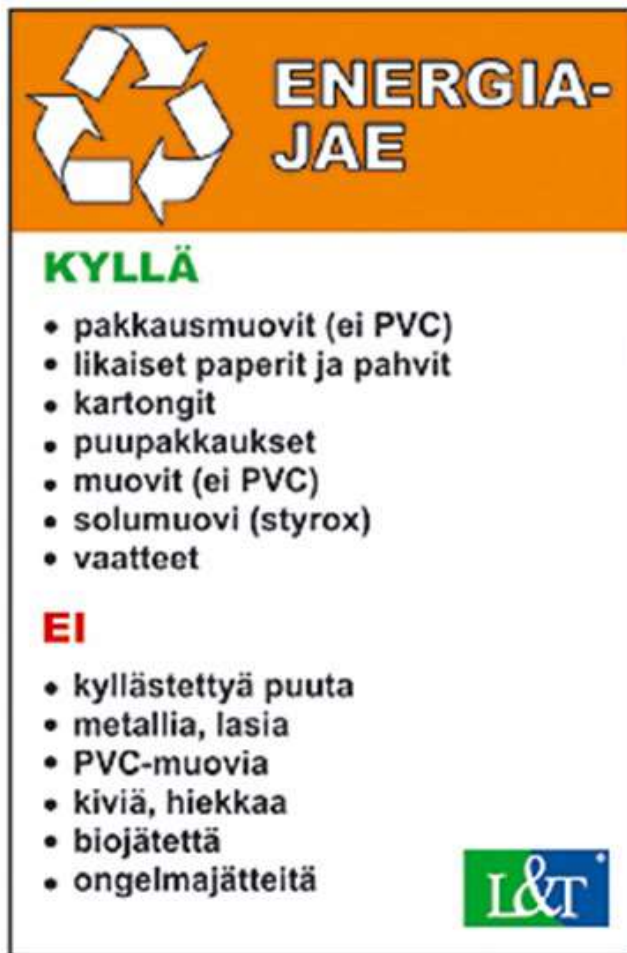 ENERGIA-
JAE
KYLLÄ
• pakkausmuovit (ei PVC)
• likaiset paperit ja pahvit
• kartongit
• puupakkaukset
• muovit (ei PVC)
• solumuovi (styrox)
• vaatteet
EI
• kyllästettyä puuta
• metallia, lasia
• PVC-muovia
• kiviä, hiekkaa
• biojätettä
• ongelmajätteitä
L&T